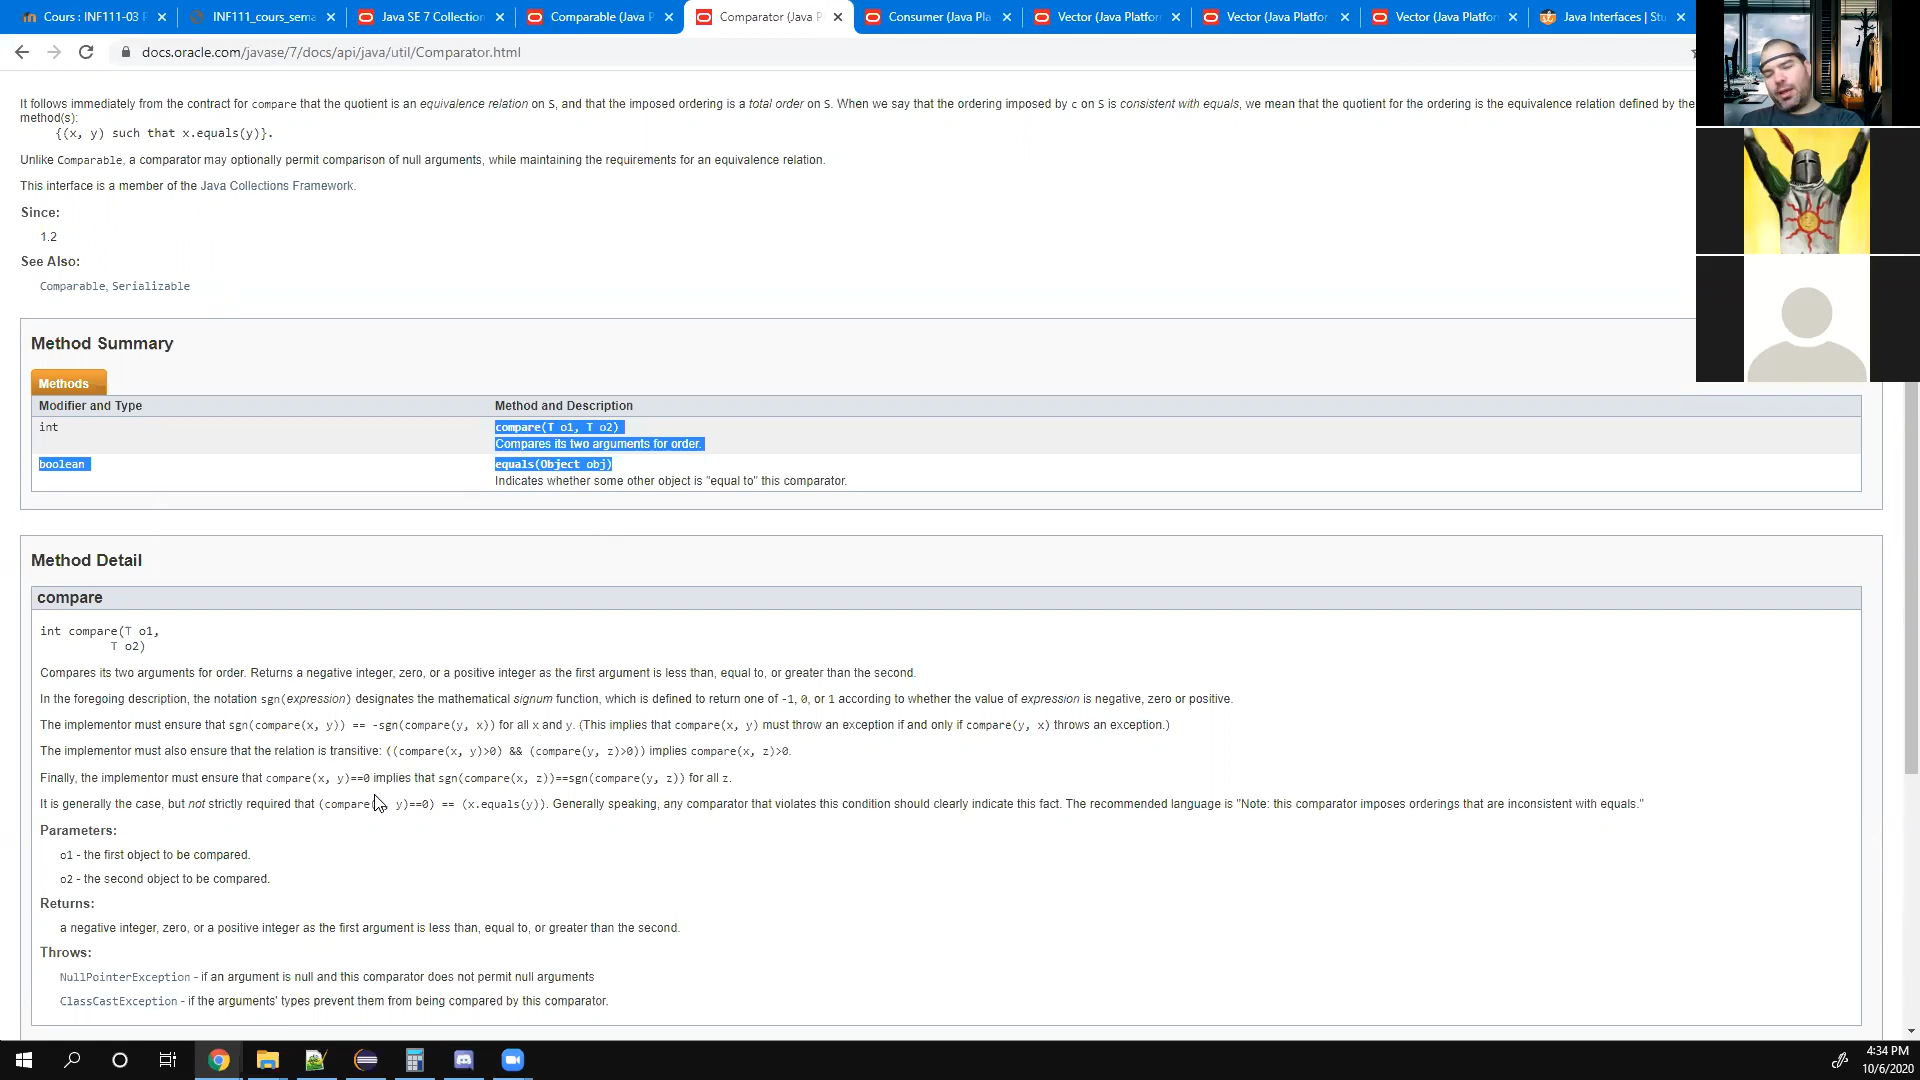 Cours : INF111-03
INF111_cours_sema
Java SE 7 Collection
Comparable (Java P
Comparator (Java P
Consumer (Java Pla
Vector (Java Platfor
Vector (Java Platfor
Vector (Java Platfor
Java Interfaces | Stu
docs.oracle.com/javase/7/docs/api/java/util/Comparator.html
It follows immediately from the contract for compare that the quotient is an equivalence relation on S, and that the imposed ordering is a total order on S. When we say that the ordering imposed by c on S is consistent with equals, we mean that the quotient for the ordering is the equivalence relation defined by the
method(s):
{(x, y) such that x.equals(y)}.
Unlike Comparable, a comparator may optionally permit comparison of null arguments, while maintaining the requirements for an equivalence relation.
This interface is a member of the Java Collections Framework.
Since:
1.2
See Also:
Comparable, Serializable
Method Summary
Methods
Modifier and Type Method and Description
int compare(T o1, T o2)
Compares its two arguments for order.
boolean equals(Object obj)
Indicates whether some other object is "equal to" this comparator.
Method Detail
compare
int compare(T o1,
T o2)
Compares its two arguments for order. Returns a negative integer, zero, or a positive integer as the first argument is less than, equal to, or greater than the second.
In the foregoing description, the notation sgn(expression) designates the mathematical signum function, which is defined to return one of -1, 0, or 1 according to whether the value of expression is negative, zero or positive.
The implementor must ensure that sgn(compare(x, y)) == -sgn(compare(y, x)) for all x and y. (This implies that compare(x, y) must throw an exception if and only if compare(y, x) throws an exception.)
The implementor must also ensure that the relation is transitive: ((compare(x, y)>0) && (compare(y, z)>0)) implies compare(x, z)>0.
Finally, the implementor must ensure that compare(x, y)==0 implies that sgn(compare(x, z))==sgn(compare(y, z)) for all z.
It is generally the case, but not strictly required that (compare( y)==0) == (x.equals(y)). Generally speaking, any comparator that violates this condition should clearly indicate this fact. The recommended language is "Note: this comparator imposes orderings that are inconsistent with equals."
Parameters:
o1 - the first object to be compared.
o2 - the second object to be compared.
Returns:
a negative integer, zero, or a positive integer as the first argument is less than, equal to, or greater than the second.
Throws:
NullPointerException - if an argument is null and this comparator does not permit null arguments
ClassCastException - if the arguments' types prevent them from being compared by this comparator.
4:34 PM
10/6/2020